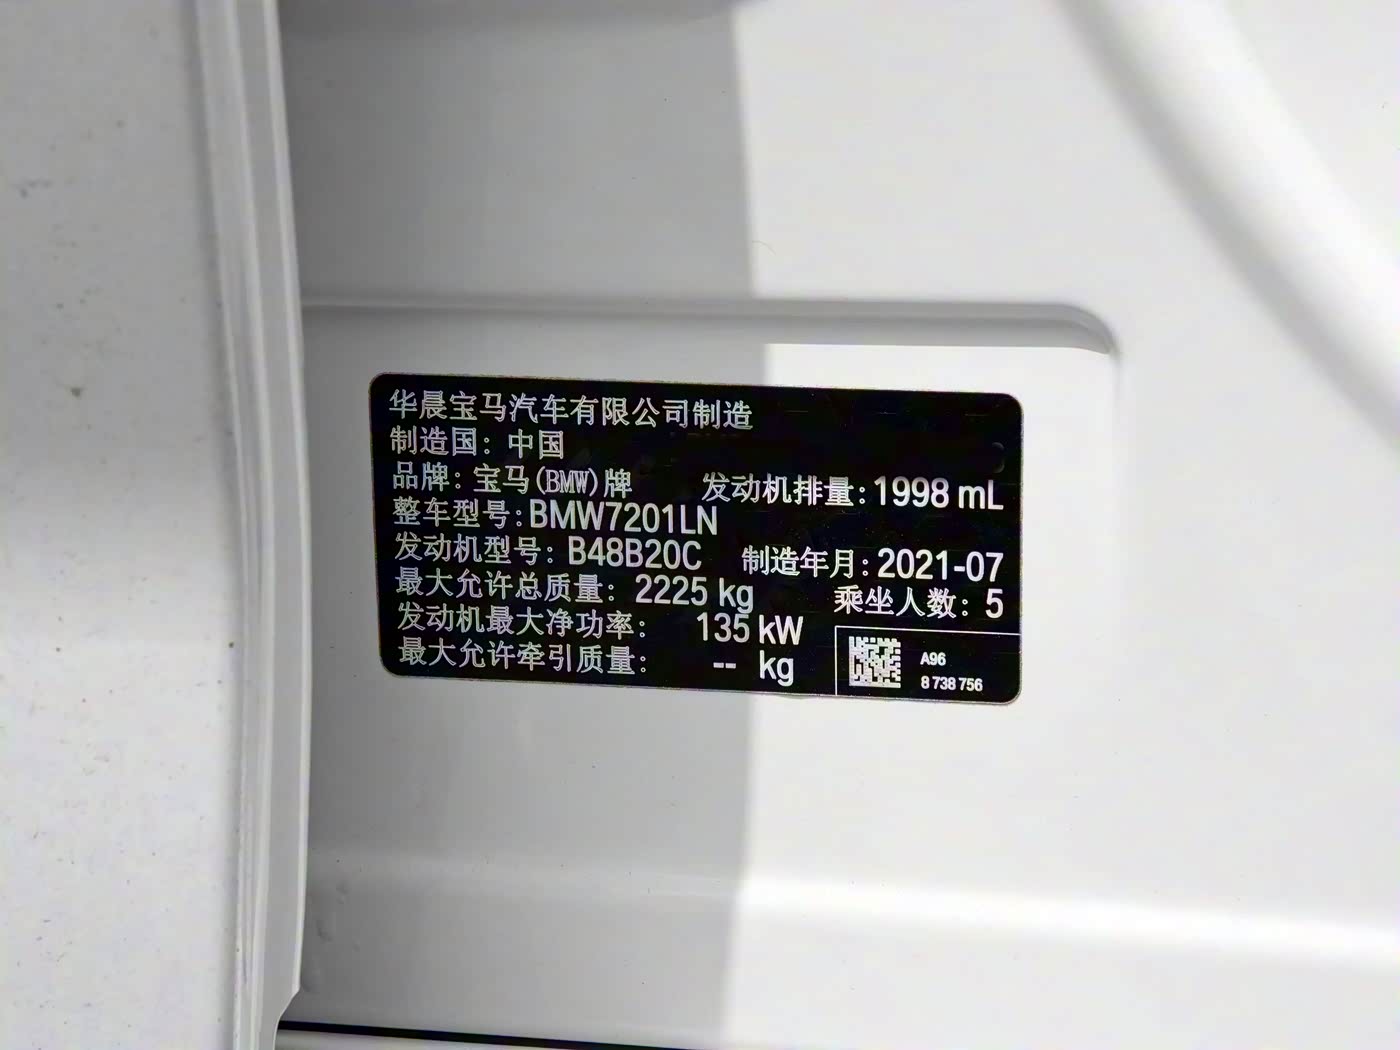 华晨宝马汽车有限公司制造
制造国：中国
品牌：宝马(BMW)牌 发动机排量：1998 mL
整车型号：BMW7201LN
发动机型号：B48B20C 制造年月：2021-07
最大允许总质量：2225 kg 乘坐人数：5
发动机最大净功率：135 kW
最大允许牵引质量：-- kg
A96
8 738 756